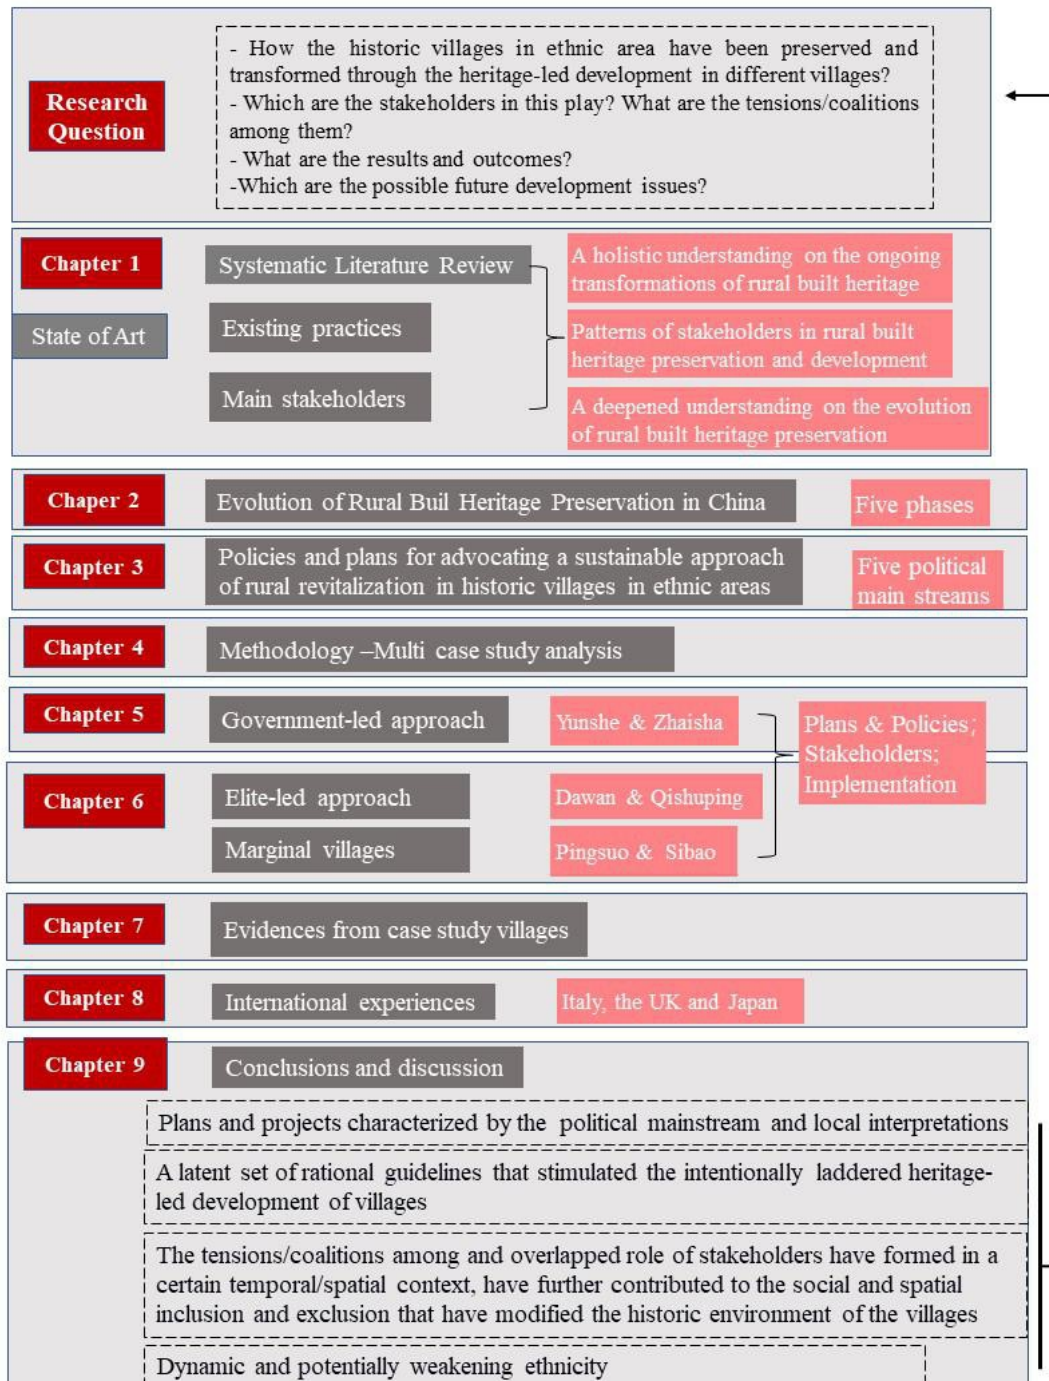 Research
Question
- How the historic villages in ethnic area have been preserved and
transformed through the heritage-led development in different villages?
- Which are the stakeholders in this play? What are the tensions/coalitions
among them?
- What are the results and outcomes?
-Which are the possible future development issues?
Chapter 1
State of Art
Systematic Literature Review
Existing practices
Main stakeholders
A holistic understanding on the ongoing
transformations of rural built heritage
Patterns of stakeholders in rural built
heritage preservation and development
A deepened understanding on the evolution
of rural built heritage preservation
Chaper 2
Evolution of Rural Buil Heritage Preservation in China
Five phases
Chapter 3
Policies and plans for advocating a sustainable approach
of rural revitalization in historic villages in ethnic areas
Five political
main streams
Chapter 4
Methodology –Multi case study analysis
Chapter 5
Government-led approach
Yunshe & Zhaisha
Plans & Policies;
Stakeholders;
Implementation
Chapter 6
Elite-led approach
Dawan & Qishuping
Marginal villages
Pingsuo & Sibao
Chapter 7
Evidences from case study villages
Chapter 8
International experiences
Italy, the UK and Japan
Chapter 9
Conclusions and discussion
Plans and projects characterized by the political mainstream and local interpretations
A latent set of rational guidelines that stimulated the intentionally laddered heritage-
led development of villages
The tensions/coalitions among and overlapped role of stakeholders have formed in a
certain temporal/spatial context, have further contributed to the social and spatial
inclusion and exclusion that have modified the historic environment of the villages
Dynamic and potentially weakening ethnicity